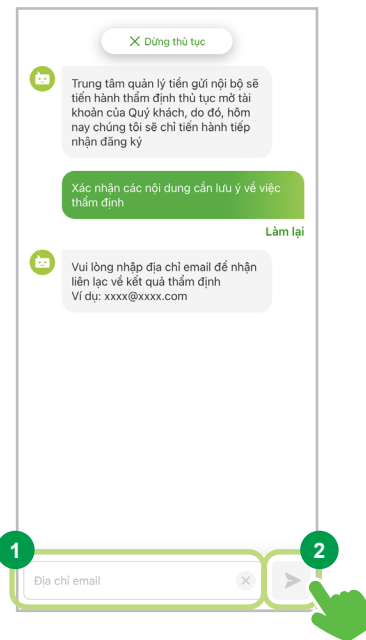 Dừng thủ tục
Trung tâm quản lý tiền gửi nội bộ sẽ
tiến hành thẩm định thủ tục mở tài
khoản của Quý khách, do đó, hôm
nay chúng tôi sẽ chỉ tiến hành tiếp
nhận đăng ký
Xác nhận các nội dung cần lưu ý về việc
thẩm định
Làm lại
Vui lòng nhập địa chỉ email để nhận
liên lạc về kết quả thẩm định
Ví dụ: xxxx@xxxx.com
1
2
Địa chỉ email